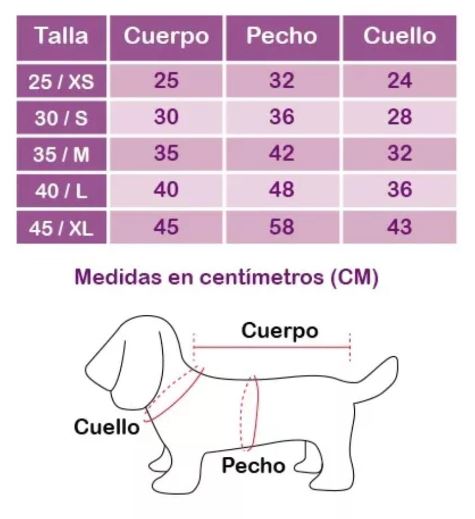 Talla Cuerpo Pecho Cuello
25 / XS 25 32 24
30 / S 30 36 28
35 / M 35 42 32
40 / L 40 48 36
45 / XL 45 58 43
Medidas en centímetros (CM)
Cuerpo
Cuello
Pecho